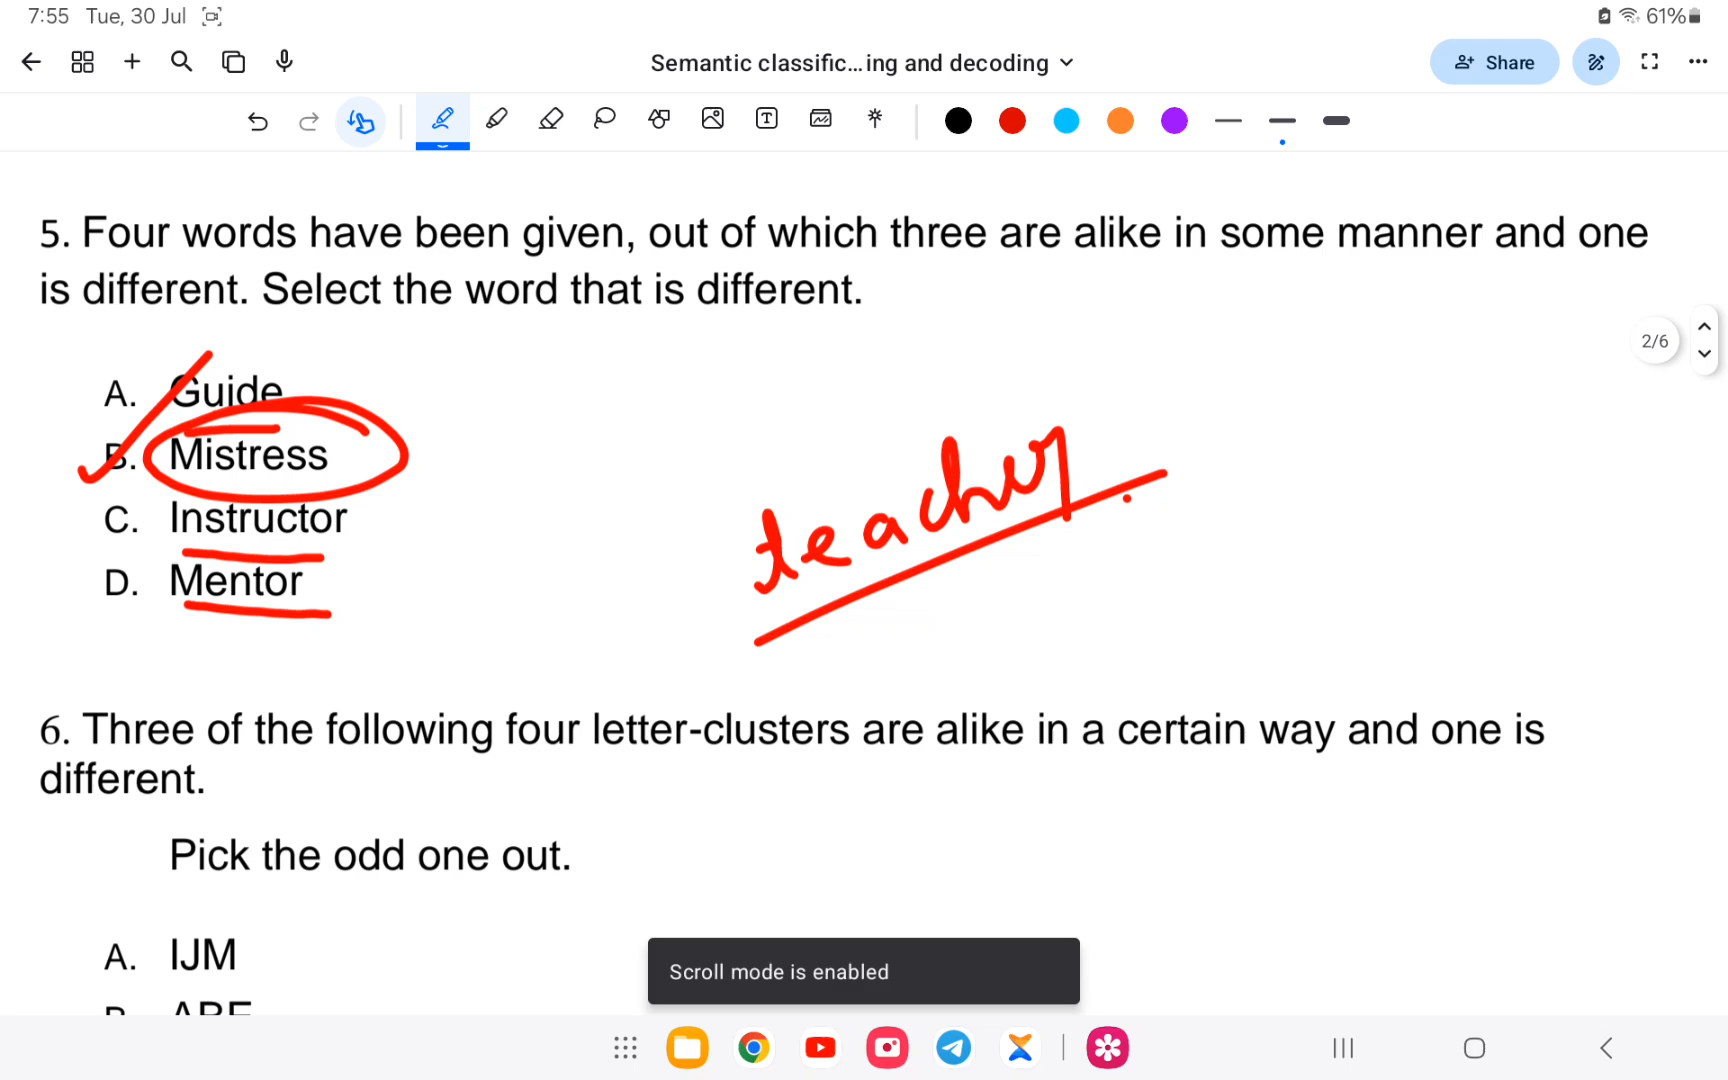 7:55 Tue, 30 Jul
61%
Semantic classific...ing and decoding
Share
5. Four words have been given, out of which three are alike in some manner and one
is different. Select the word that is different.
2/6
A. Guide
B. Mistress
C. Instructor
D. Mentor
teacher
6. Three of the following four letter-clusters are alike in a certain way and one is
different.
Pick the odd one out.
A. IJM
Scroll mode is enabled